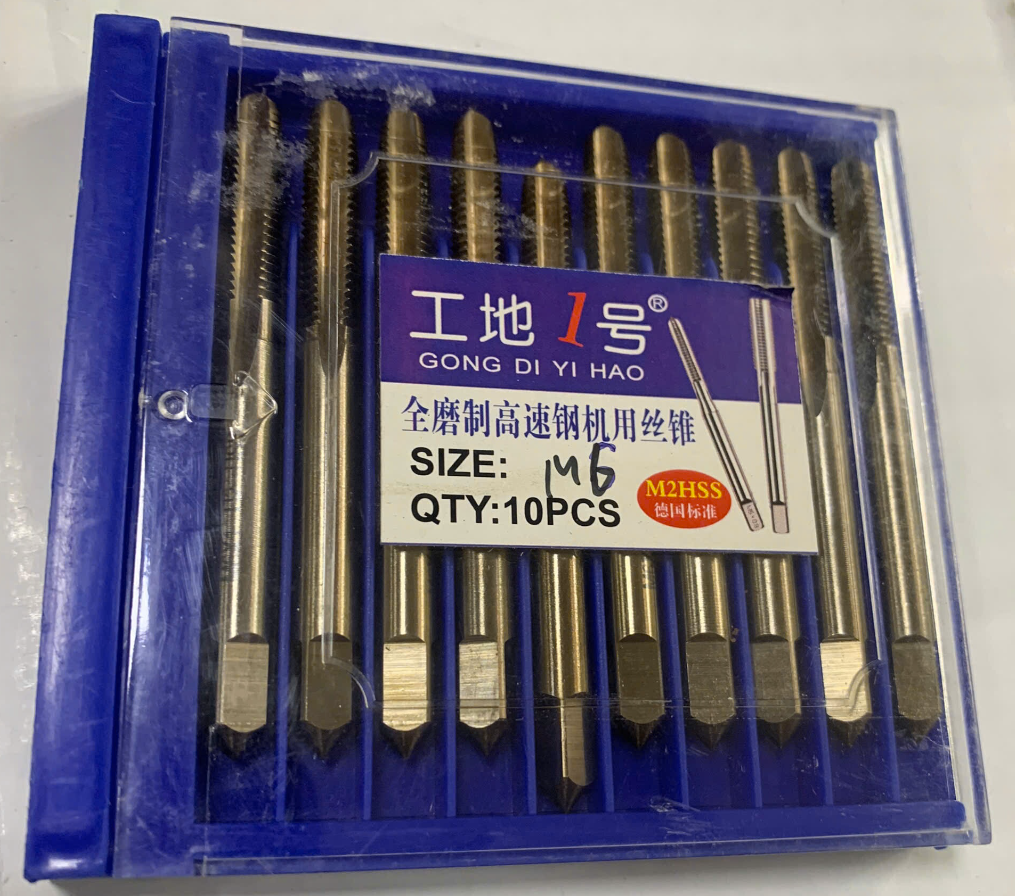 工地1号®
GONG DI YI HAO
全磨制高速钢机用丝锥
SIZE: M6
QTY:10PCS
M2HSS
德国标准